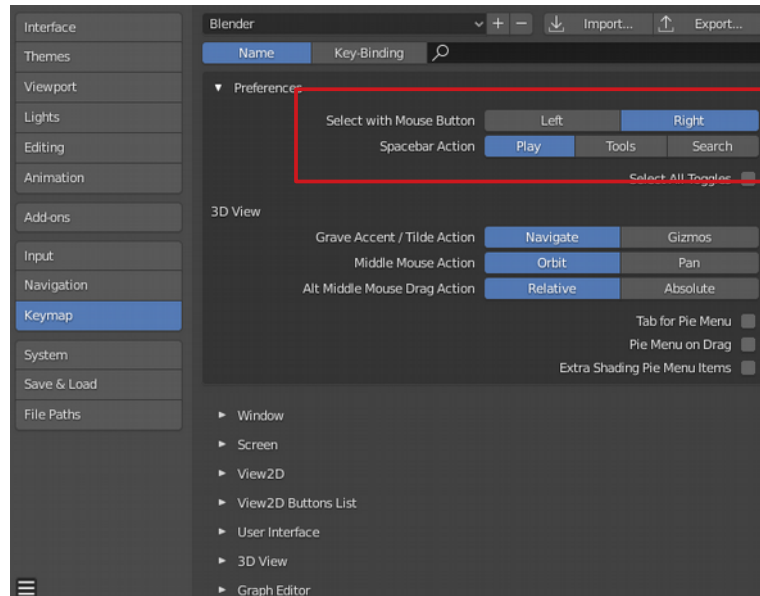 Interface
Themes
Viewport
Lights
Editing
Animation
Add-ons
Input
Navigation
Keymap
System
Save & Load
File Paths
Blender + − Import... Export...
Name Key-Binding
Preferences
Select with Mouse Button Left Right
Spacebar Action Play Tools Search
Select All Toggles
3D View
Grave Accent / Tilde Action Navigate Gizmos
Middle Mouse Action Orbit Pan
Alt Middle Mouse Drag Action Relative Absolute
Tab for Pie Menu
Pie Menu on Drag
Extra Shading Pie Menu Items
Window
Screen
View2D
View2D Buttons List
User Interface
3D View
Graph Editor